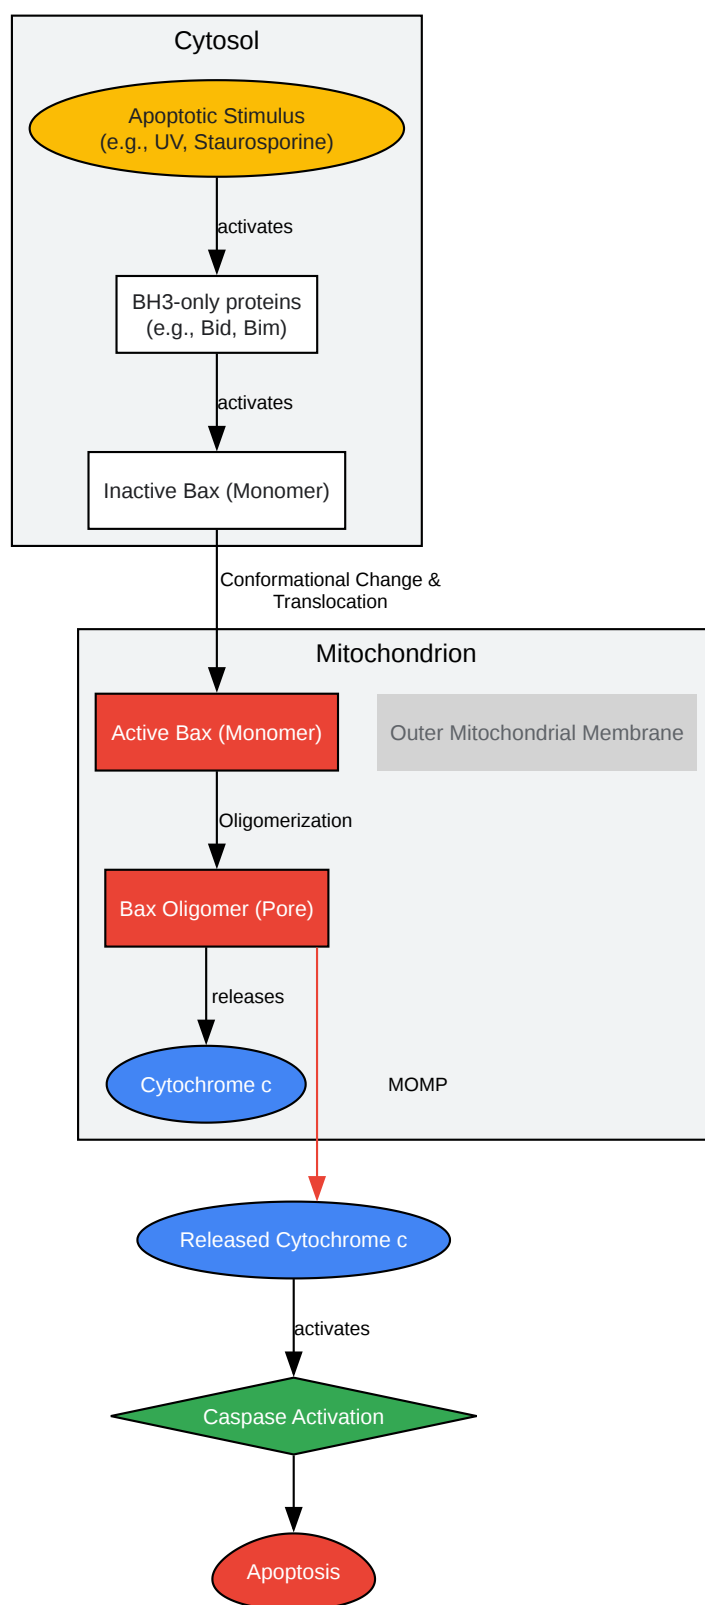 Cytosol
Apoptotic Stimulus
(e.g., UV, Staurosporine)
activates
BH3-only proteins
(e.g., Bid, Bim)
activates
Inactive Bax (Monomer)
Conformational Change &
Translocation
Mitochondrion
Active Bax (Monomer)
Outer Mitochondrial Membrane
Oligomerization
Bax Oligomer (Pore)
releases
Cytochrome c
MOMP
Released Cytochrome c
activates
Caspase Activation
Apoptosis